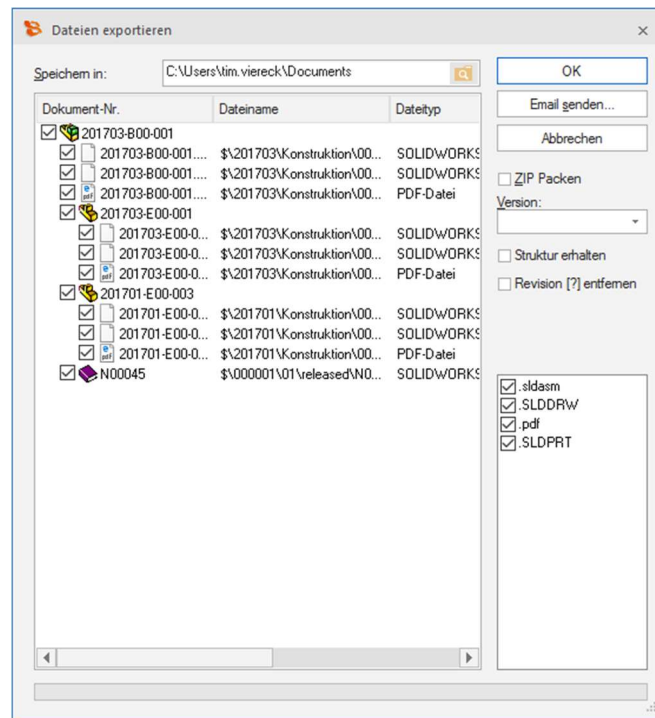 Dateien exportieren
Speichern in: C:\Users\tim.viereck\Documents
OK
Email senden...
Abbrechen
ZIP Packen
Version:
Struktur erhalten
Revision [?] entfernen
Dokument-Nr. Dateiname Dateityp
201703-B00-001
201703-B00-001.... $\201703\Konstruktion\00... SOLIDWORKS
201703-B00-001.... $\201703\Konstruktion\00... SOLIDWORKS
201703-B00-001.... $\201703\Konstruktion\00... PDF-Datei
201703-E00-001
201703-E00-0... $\201703\Konstruktion\00... SOLIDWORKS
201703-E00-0... $\201703\Konstruktion\00... SOLIDWORKS
201703-E00-0... $\201703\Konstruktion\00... PDF-Datei
201701-E00-003
201701-E00-0... $\201701\Konstruktion\00... SOLIDWORKS
201701-E00-0... $\201701\Konstruktion\00... SOLIDWORKS
201701-E00-0... $\201701\Konstruktion\00... PDF-Datei
N00045 $\000001\01\released\N0... SOLIDWORKS
.sldasm
.SLDDRW
.pdf
.SLDPRT